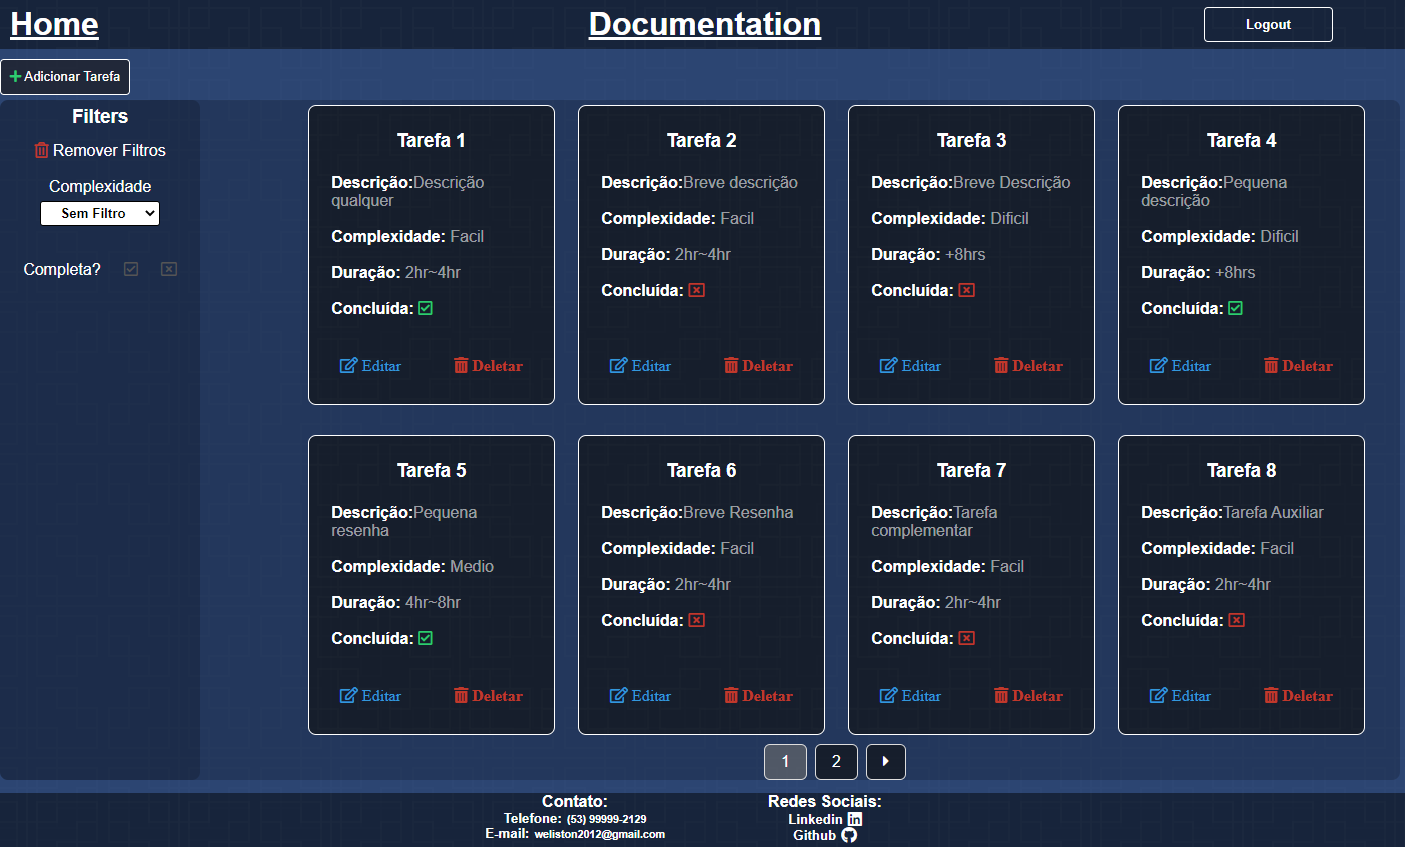 Home
Documentation
Logout
Adicionar Tarefa
Filters
Remover Filtros
Complexidade
Sem Filtro
Completa?
Tarefa 1
Descrição:Descrição
qualquer
Complexidade: Facil
Duração: 2hr~4hr
Concluída:
Editar
Deletar
Tarefa 2
Descrição:Breve descrição
Complexidade: Facil
Duração: 2hr~4hr
Concluída:
Editar
Deletar
Tarefa 3
Descrição:Breve Descrição
Complexidade: Dificil
Duração: +8hrs
Concluída:
Editar
Deletar
Tarefa 4
Descrição:Pequena
descrição
Complexidade: Dificil
Duração: +8hrs
Concluída:
Editar
Deletar
Tarefa 5
Descrição:Pequena
resenha
Complexidade: Medio
Duração: 4hr~8hr
Concluída:
Editar
Deletar
Tarefa 6
Descrição:Breve Resenha
Complexidade: Facil
Duração: 2hr~4hr
Concluída:
Editar
Deletar
Tarefa 7
Descrição:Tarefa
complementar
Complexidade: Facil
Duração: 2hr~4hr
Concluída:
Editar
Deletar
Tarefa 8
Descrição:Tarefa Auxiliar
Complexidade: Facil
Duração: 2hr~4hr
Concluída:
Editar
Deletar
1
2
Contato:
Telefone: (53) 99999-2129
E-mail: weliston2012@gmail.com
Redes Sociais:
Linkedin
Github